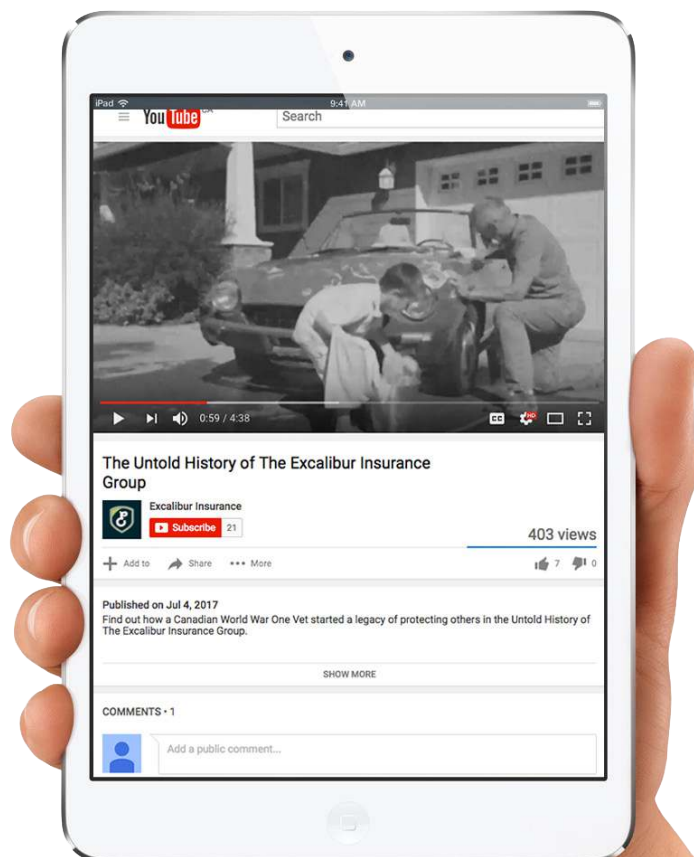 iPad 9:41 AM
YouTube CA Search
0:59 / 4:38 CC HD
The Untold History of The Excalibur Insurance
Group
Excalibur Insurance
Subscribe 21
403 views
Add to Share More 7 0
Published on Jul 4, 2017
Find out how a Canadian World War One Vet started a legacy of protecting others in the Untold History of
The Excalibur Insurance Group.
SHOW MORE
COMMENTS • 1
Add a public comment...